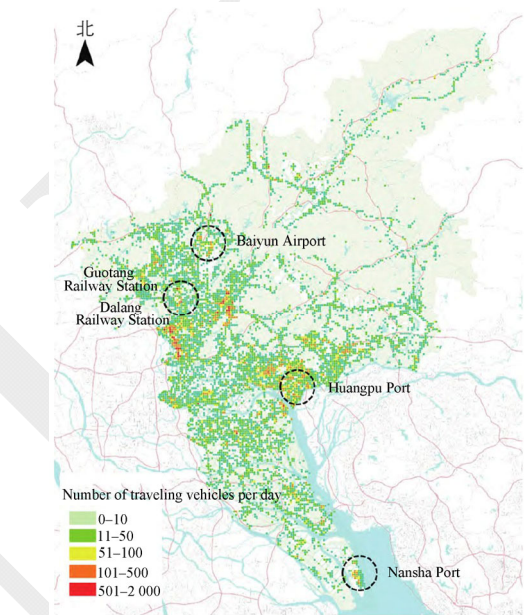 北
Baiyun Airport
Guotang
Railway Station
Dalang
Railway Station
Huangpu Port
Number of traveling vehicles per day
0–10
11–50
51–100
101–500
501–2 000
Nansha Port